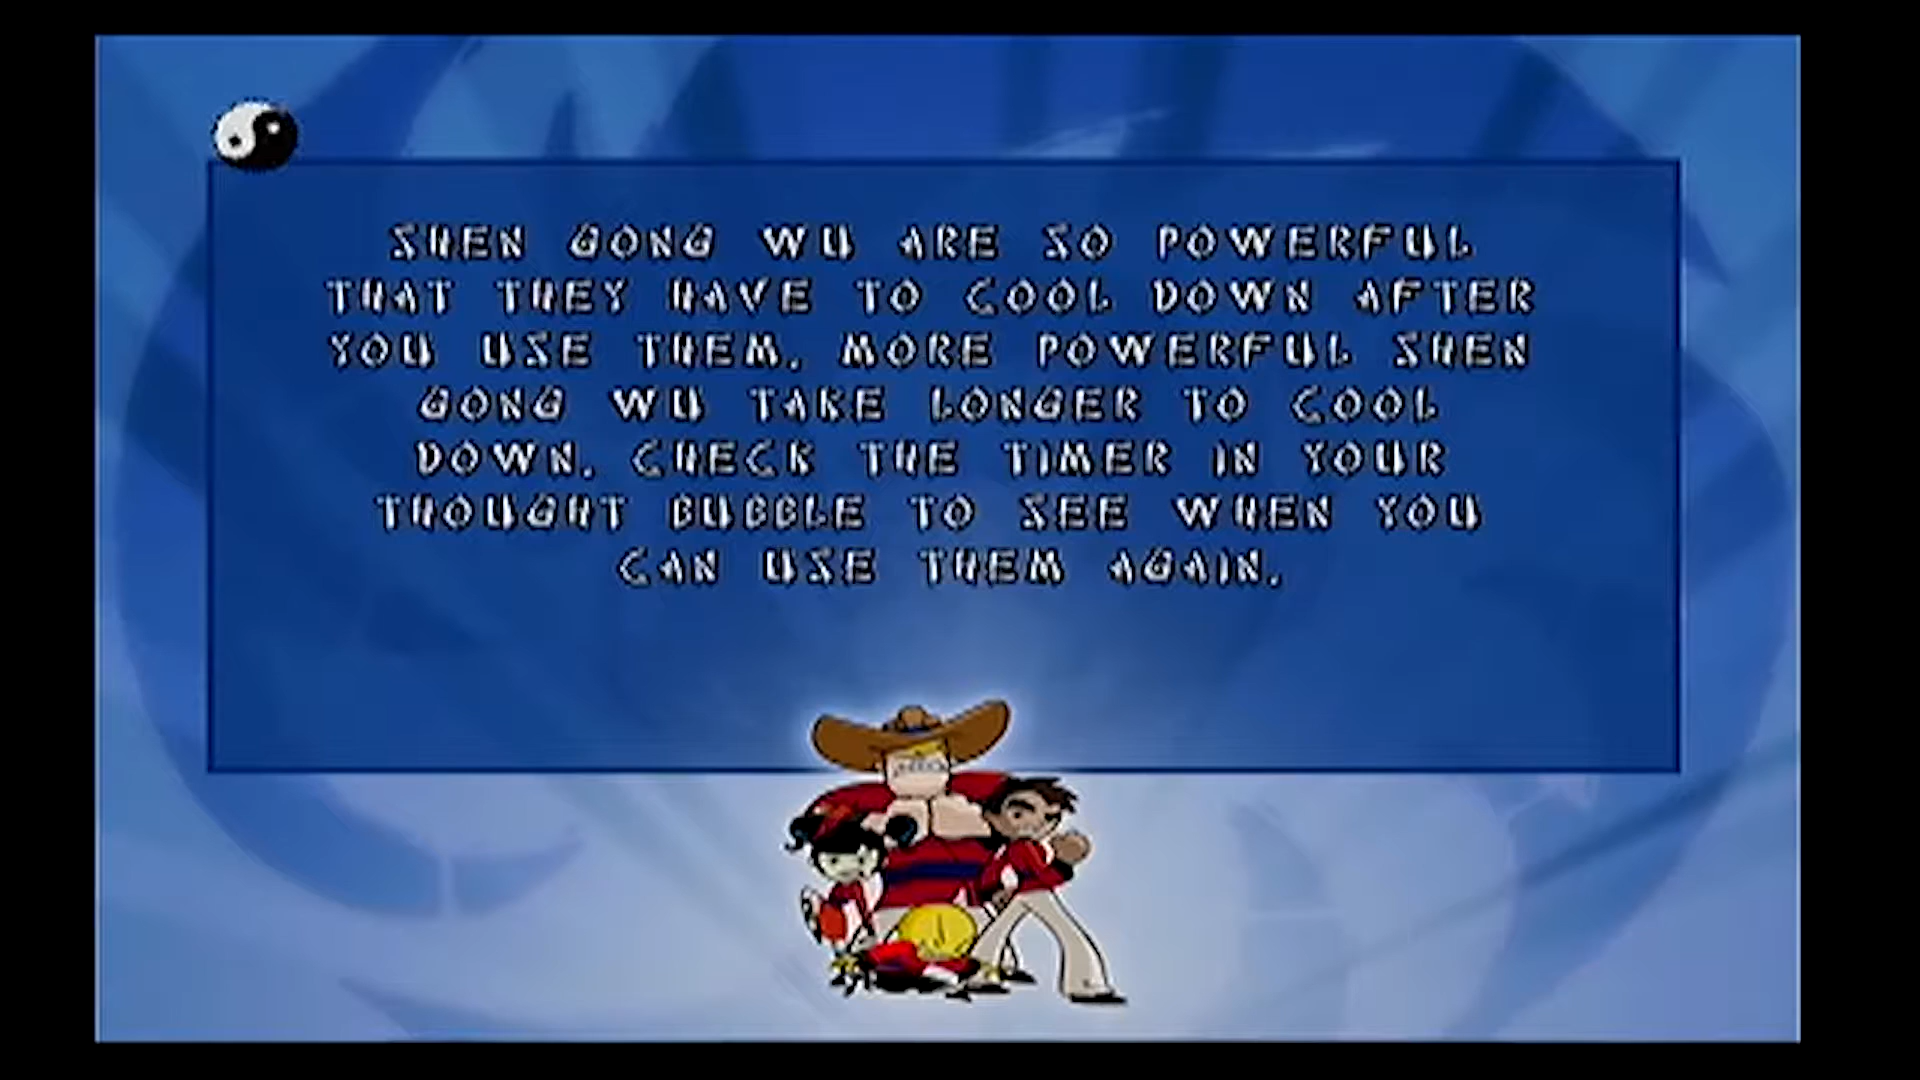 SHEN GONG WU ARE SO POWERFUL
THAT THEY HAVE TO COOL DOWN AFTER
YOU USE THEM. MORE POWERFUL SHEN
GONG WU TAKE LONGER TO COOL
DOWN. CHECK THE TIMER IN YOUR
THOUGHT BUBBLE TO SEE WHEN YOU
CAN USE THEM AGAIN.